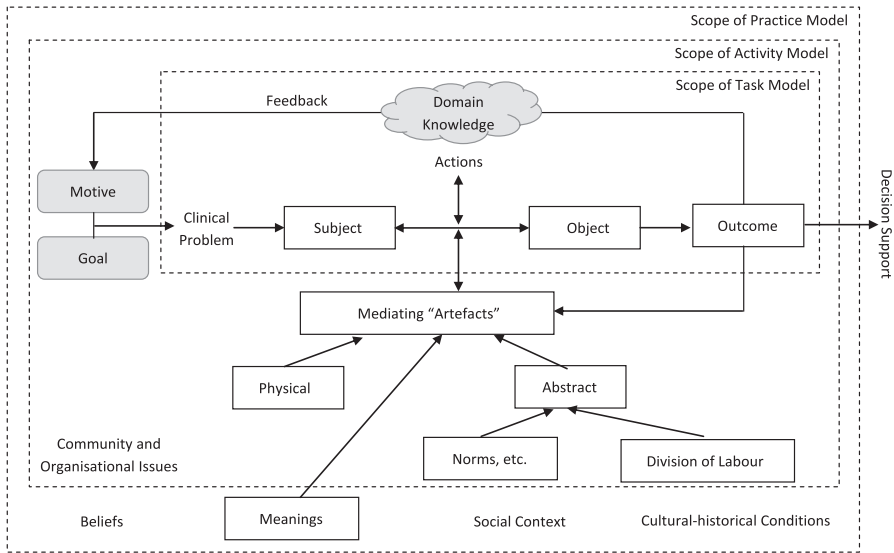 Scope of Practice Model
Scope of Activity Model
Scope of Task Model
Feedback
Domain
Knowledge
Actions
Motive
Goal
Clinical
Problem
Subject
Object
Outcome
Decision Support
Mediating “Artefacts”
Physical
Abstract
Community and
Organisational Issues
Norms, etc.
Division of Labour
Beliefs
Meanings
Social Context
Cultural-historical Conditions